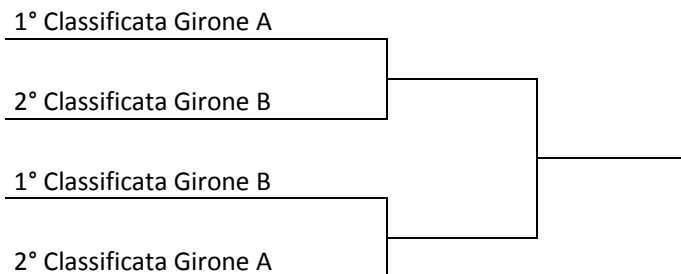 1° Classificata Girone A
2° Classificata Girone B
1° Classificata Girone B
2° Classificata Girone A